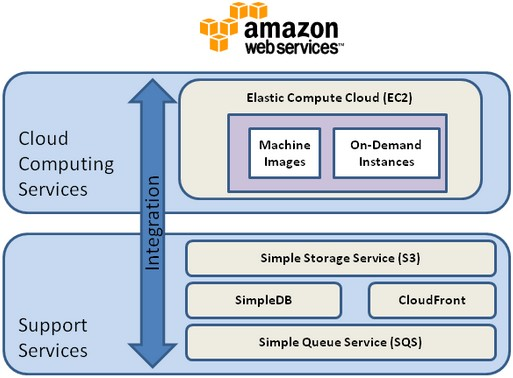 amazon
webservices™
Elastic Compute Cloud (EC2)
Cloud
Computing
Services
Machine
Images
On-Demand
Instances
Integration
Simple Storage Service (S3)
SimpleDB
CloudFront
Support
Services
Simple Queue Service (SQS)